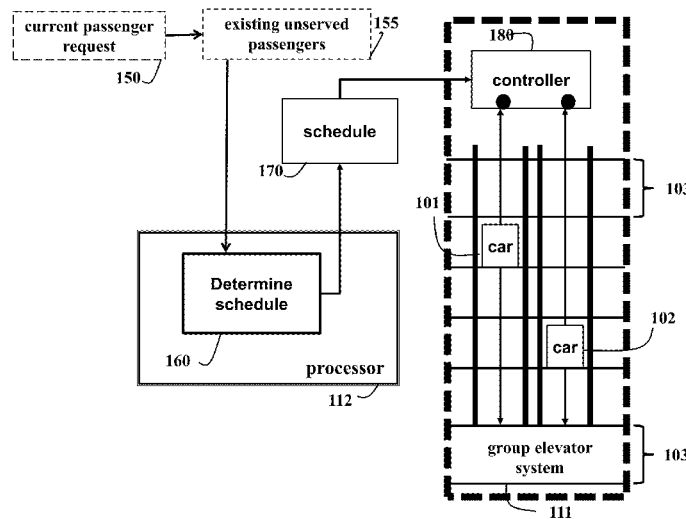 current passenger
request
150
existing unserved
passengers
155
180
controller
schedule
170
103
101
car
Determine
schedule
160
102
car
processor
112
group elevator
system
103
111